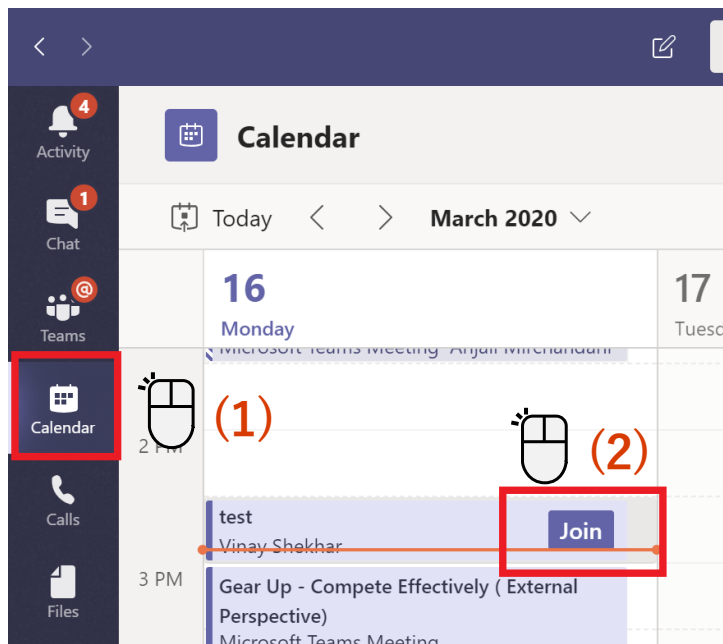 4
Activity
Calendar
1
Chat
Today
March 2020
@
Teams
16
17
Monday
Microsoft Teams Meeting Anjali Mirchandani
Calendar
(1)
2 PM
(2)
Calls
test
Join
Vinay Shekhar
3 PM
Gear Up - Compete Effectively ( External
Perspective)
Microsoft Teams Meeting
Files